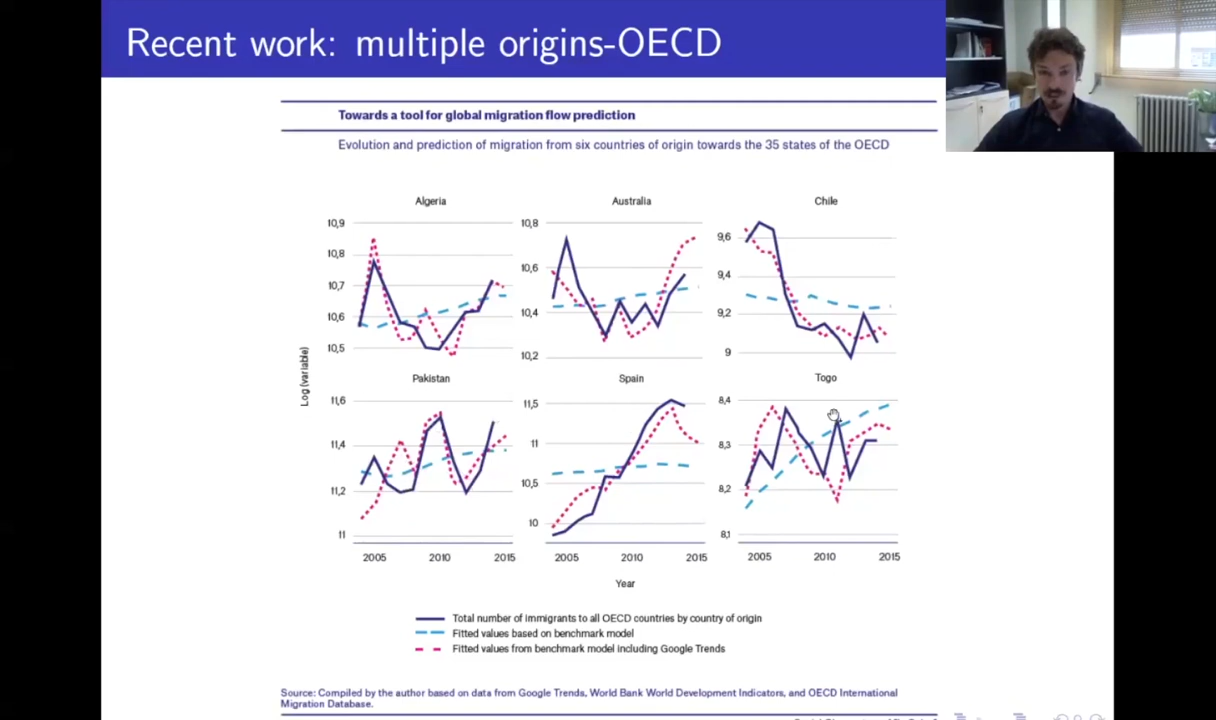 Recent work: multiple origins-OECD
Towards a tool for global migration flow prediction
Evolution and prediction of migration from six countries of origin towards the 35 states of the OECD
Algeria
10,9
10,8
10,7
10,6
10,5
Australia
10,8
10,6
10,4
10,2
Chile
9,6
9,4
9,2
9
Log (variable)
Pakistan
11,6
11,4
11,2
11
2005 2010 2015
Spain
11,5
11
10,5
10
2005 2010 2015
Togo
8,4
8,3
8,2
8,1
2005 2010 2015
Year
Total number of immigrants to all OECD countries by country of origin
Fitted values based on benchmark model
Fitted values from benchmark model including Google Trends
Source: Compiled by the author based on data from Google Trends, World Bank World Development Indicators, and OECD International
Migration Database.